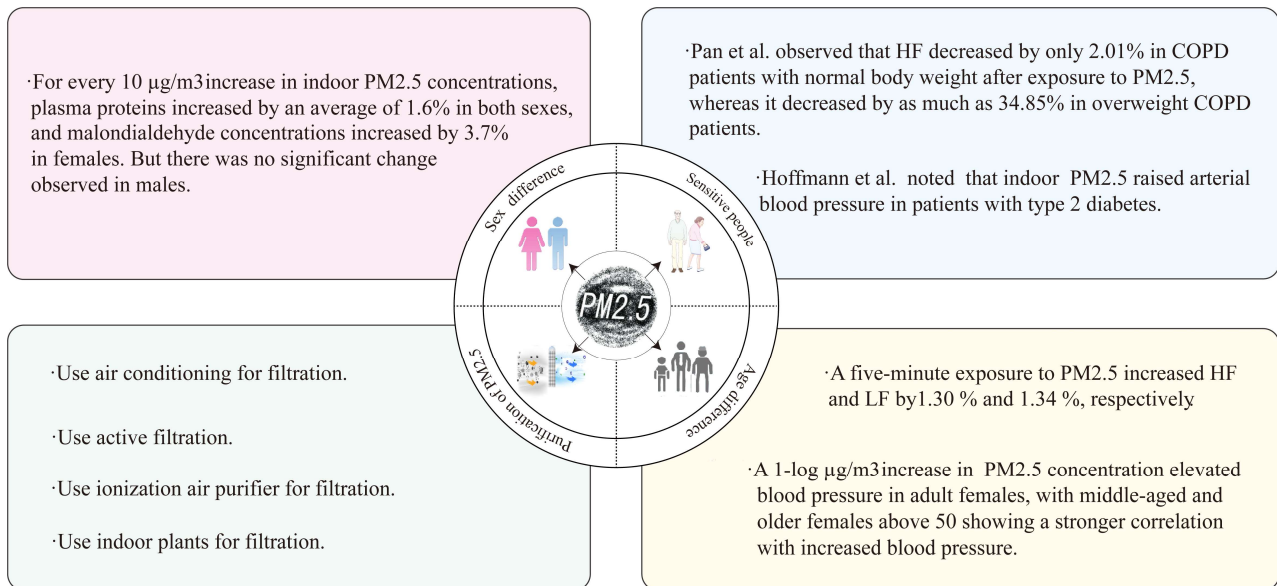 ·For every 10 μg/m3increase in indoor PM2.5 concentrations,
plasma proteins increased by an average of 1.6% in both sexes,
and malondialdehyde concentrations increased by 3.7%
in females. But there was no significant change
observed in males.
·Pan et al. observed that HF decreased by only 2.01% in COPD
patients with normal body weight after exposure to PM2.5,
whereas it decreased by as much as 34.85% in overweight COPD
patients.
·Hoffmann et al. noted that indoor PM2.5 raised arterial
blood pressure in patients with type 2 diabetes.
Sex difference
Sensitive people
PM2.5
Purification of PM2.5
Age difference
·Use air conditioning for filtration.
·Use active filtration.
·Use ionization air purifier for filtration.
·Use indoor plants for filtration.
·A five-minute exposure to PM2.5 increased HF
and LF by1.30 % and 1.34 %, respectively
·A 1-log μg/m3increase in PM2.5 concentration elevated
blood pressure in adult females, with middle-aged and
older females above 50 showing a stronger correlation
with increased blood pressure.